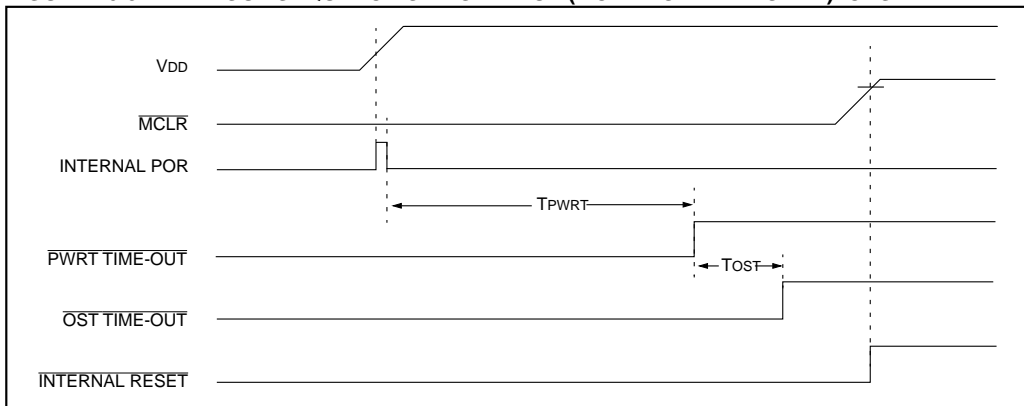 VDD
MCLR
INTERNAL POR
TPWRT
PWRT TIME-OUT
TOST
OST TIME-OUT
INTERNAL RESET